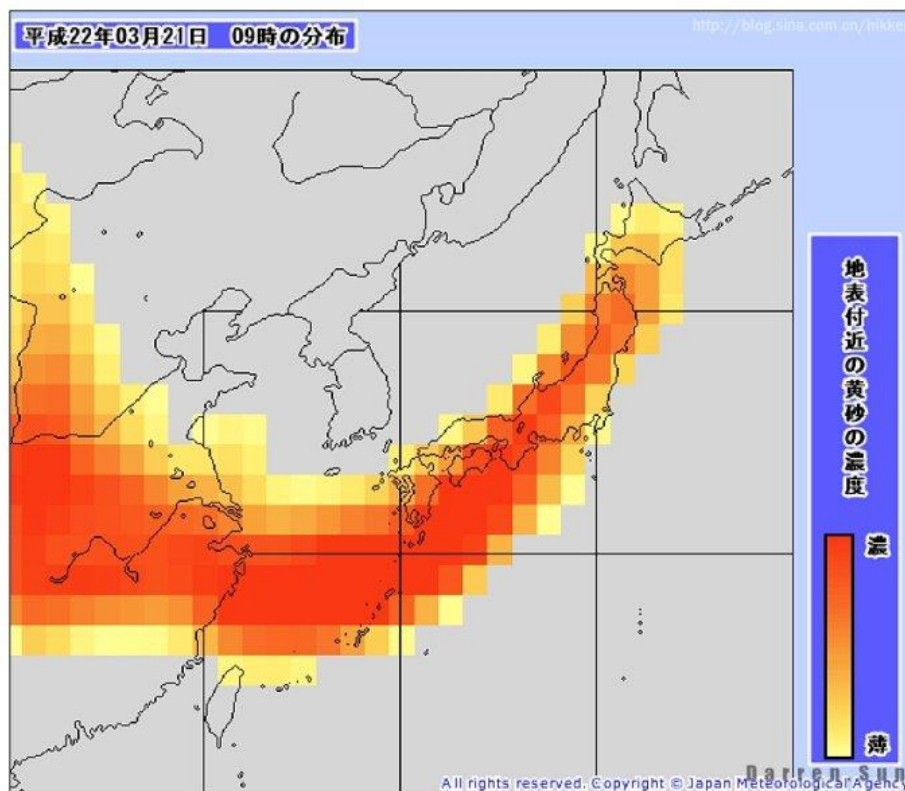 平成22年03月21日　09時の分布
http://blog.sina.com.cn/hikker
地表付近の黄砂の濃度
濃
薄
Darren Sun
All rights reserved. Copyright © Japan Meteorological Agency